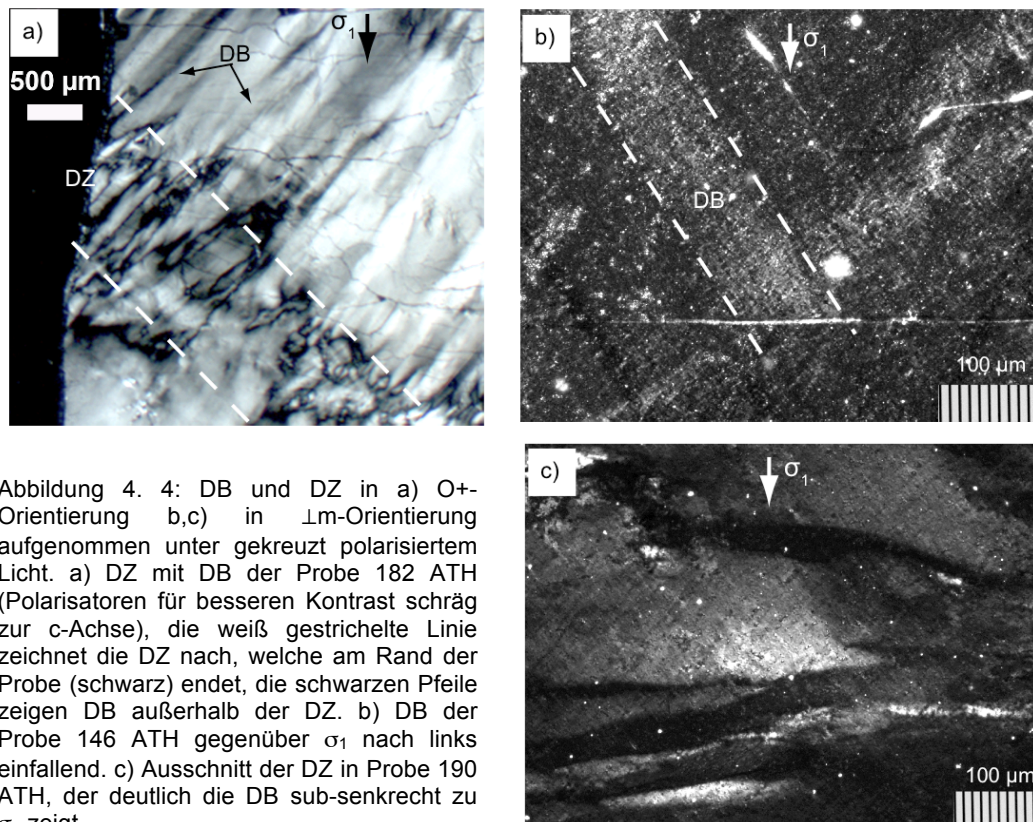 a)
σ1
DB
500 µm
DZ
b)
σ1
DB
100 µm
c)
σ1
100 µm
Abbildung 4. 4: DB und DZ in a) O+-
Orientierung b,c) in ⊥m-Orientierung
aufgenommen unter gekreuzt polarisiertem
Licht. a) DZ mit DB der Probe 182 ATH
(Polarisatoren für besseren Kontrast schräg
zur c-Achse), die weiß gestrichelte Linie
zeichnet die DZ nach, welche am Rand der
Probe (schwarz) endet, die schwarzen Pfeile
zeigen DB außerhalb der DZ. b) DB der
Probe 146 ATH gegenüber σ1 nach links
einfallend. c) Ausschnitt der DZ in Probe 190
ATH, der deutlich die DB sub-senkrecht zu
zeigt